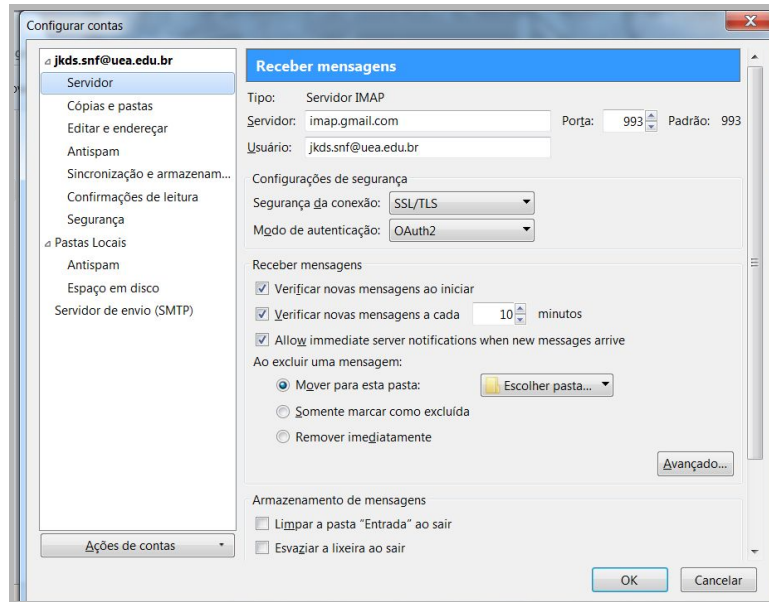 Configurar contas
jkds.snf@uea.edu.br
Servidor
Cópias e pastas
Editar e endereçar
Antispam
Sincronização e armazenam...
Confirmações de leitura
Segurança
Pastas Locais
Antispam
Espaço em disco
Servidor de envio (SMTP)
Ações de contas
Receber mensagens
Tipo: Servidor IMAP
Servidor: imap.gmail.com Porta: 993 Padrão: 993
Usuário: jkds.snf@uea.edu.br
Configurações de segurança
Segurança da conexão: SSL/TLS
Modo de autenticação: OAuth2
Receber mensagens
Verificar novas mensagens ao iniciar
Verificar novas mensagens a cada 10 minutos
Allow immediate server notifications when new messages arrive
Ao excluir uma mensagem:
Mover para esta pasta: Escolher pasta...
Somente marcar como excluída
Remover imediatamente
Avançado...
Armazenamento de mensagens
Limpar a pasta “Entrada” ao sair
Esvaziar a lixeira ao sair
OK Cancelar